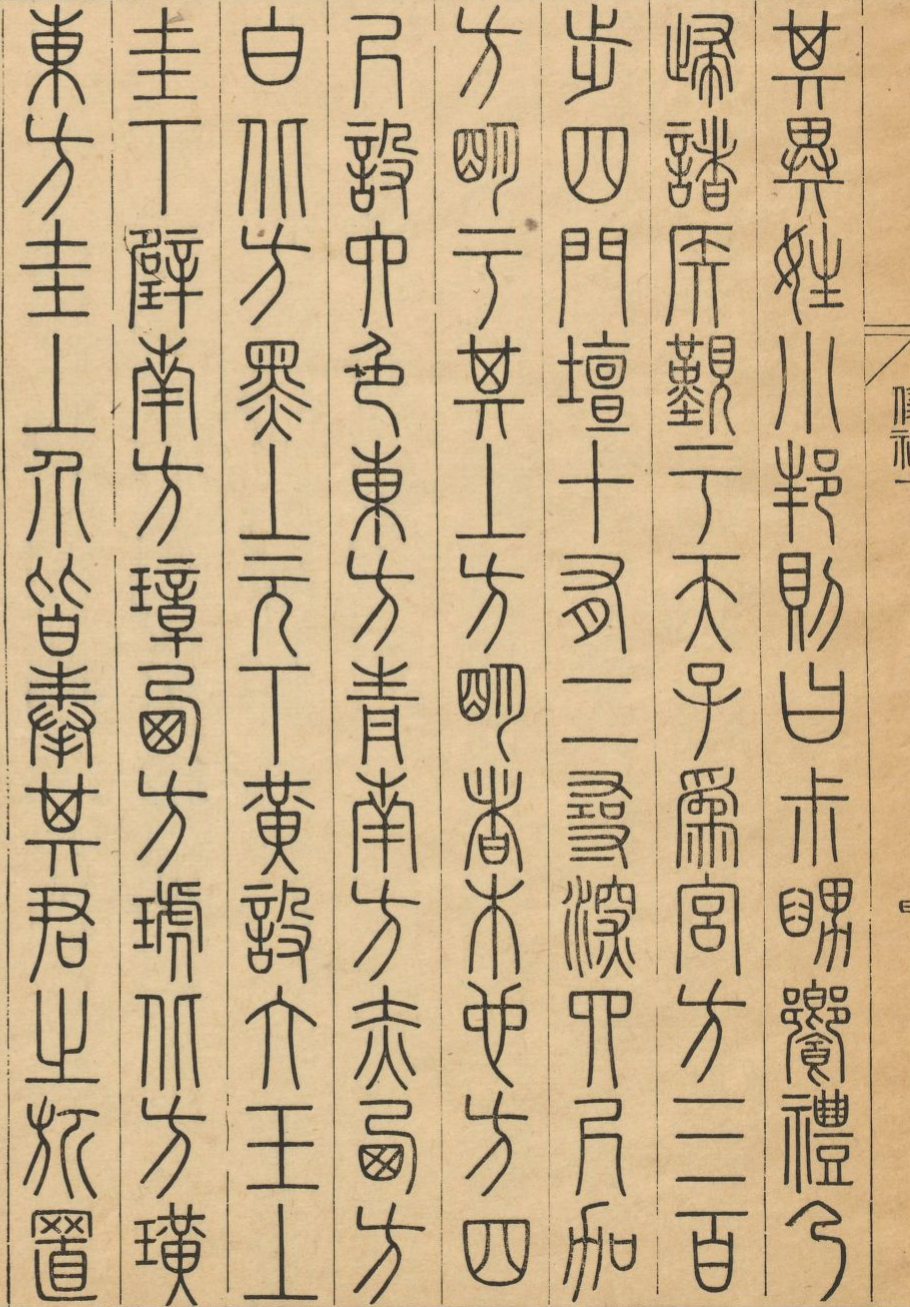 其異姓小邦則曰叔舅饗禮乃
歸諸侯覲于天子為宮方三百
步四門壇十有二尋深四尺加
方明于其上方明者木也方四
尺設六色東方青南方赤西方
白北方黑上玄下黃設六玉上
圭下璧南方璋西方琥北方璜
東方圭上介皆奉其君之旂置